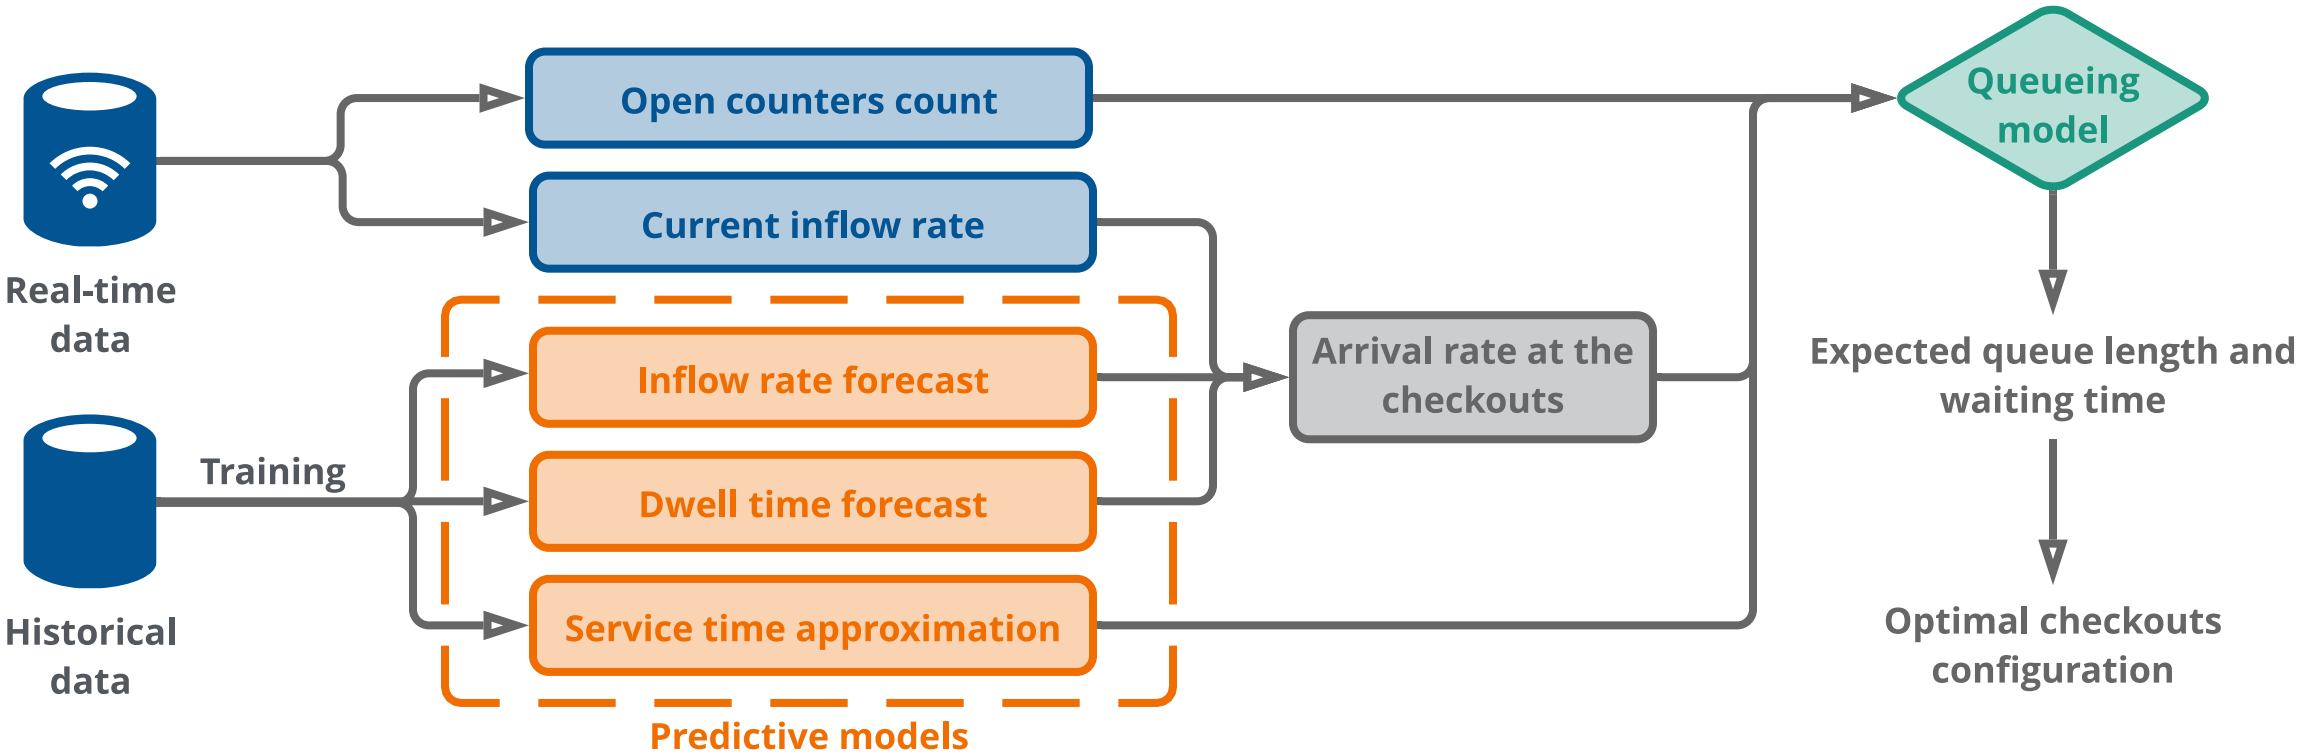 Open counters count
Queueing
model
Current inflow rate
Real-time
data
Inflow rate forecast
Arrival rate at the
checkouts
Expected queue length and
waiting time
Training
Dwell time forecast
Historical
data
Service time approximation
Optimal checkouts
configuration
Predictive models